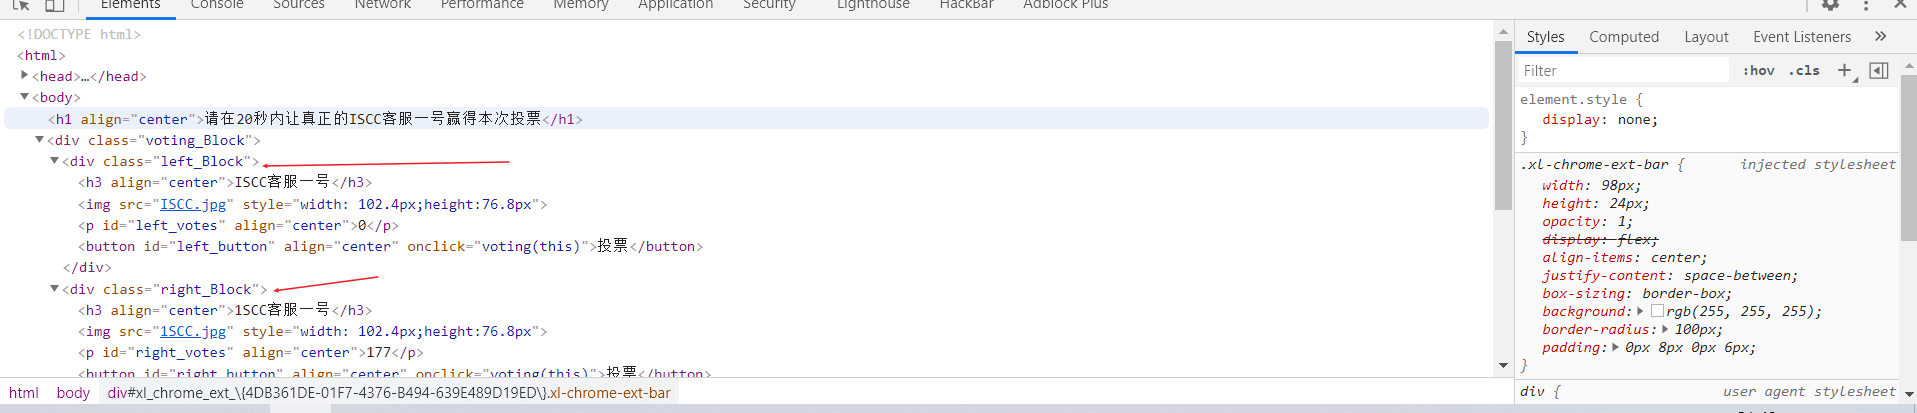 Elements Console Sources Network Performance Memory Application Security Lighthouse HackBar Adblock Plus
<!DOCTYPE html>
<html>
<head>…</head>
<body>
<h1 align="center">请在20秒内让真正的ISCC客服一号赢得本次投票</h1>
<div class="voting_Block">
<div class="left_Block">
<h3 align="center">ISCC客服一号</h3>
<img src="ISCC.jpg" style="width: 102.4px;height:76.8px">
<p id="left_votes" align="center">0</p>
<button id="left_button" align="center" onclick="voting(this)">投票</button>
</div>
<div class="right_Block">
<h3 align="center">1SCC客服一号</h3>
<img src="1SCC.jpg" style="width: 102.4px;height:76.8px">
<p id="right_votes" align="center">177</p>
<button id="right_button" align="center" onclick="voting(this)">投票</button>
html body div#xl_chrome_ext_\{4DB361DE-01F7-4376-B494-639E489D19ED\}.xl-chrome-ext-bar
Styles Computed Layout Event Listeners
Filter :hov .cls
element.style {
display: none;
}
.xl-chrome-ext-bar { injected stylesheet
width: 98px;
height: 24px;
opacity: 1;
display: flex;
align-items: center;
justify-content: space-between;
box-sizing: border-box;
background: rgb(255, 255, 255);
border-radius: 100px;
padding: 0px 8px 0px 6px;
}
div { user agent stylesheet